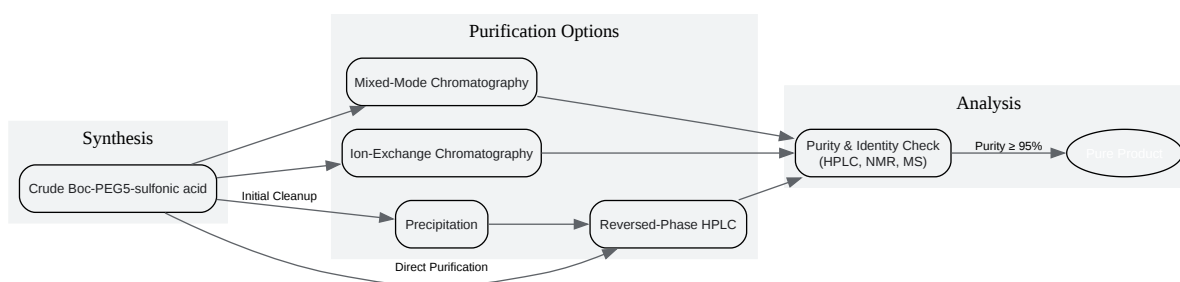 Purification Options
Mixed-Mode Chromatography
Analysis
Synthesis
Ion-Exchange Chromatography
Purity & Identity Check
(HPLC, NMR, MS)
Purity ≥ 95%
Pure Product
Crude Boc-PEG5-sulfonic acid
Initial Cleanup
Precipitation
Reversed-Phase HPLC
Direct Purification